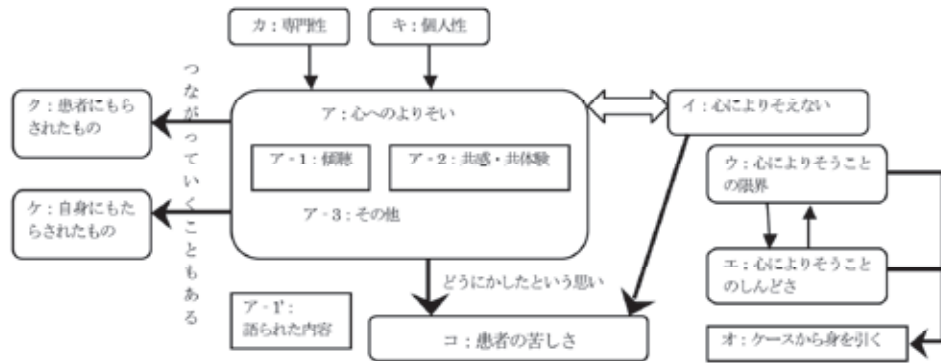 カ：専門性
キ：個人性
つながっていくこともある
ク：患者にもら
されたもの
ケ：自身にもた
らされたもの
ア：心へのよりそい
ア‐1：傾聴
ア‐2：共感・共体験
ア‐3：その他
イ：心によりそえない
ウ：心によりそうこと
の限界
エ：心によりそうこと
のしんどさ
オ：ケースから身を引く
どうにかしたという思い
ア‐1'：
語られた内容
コ：患者の苦しさ